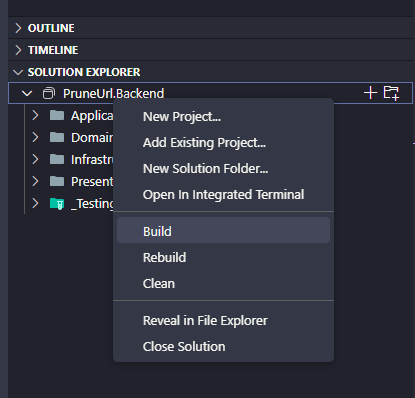 OUTLINE
TIMELINE
SOLUTION EXPLORER
PruneUrl.Backend
Applica
Domain
Infrastru
Present
_Testing
New Project...
Add Existing Project...
New Solution Folder...
Open In Integrated Terminal
Build
Rebuild
Clean
Reveal in File Explorer
Close Solution